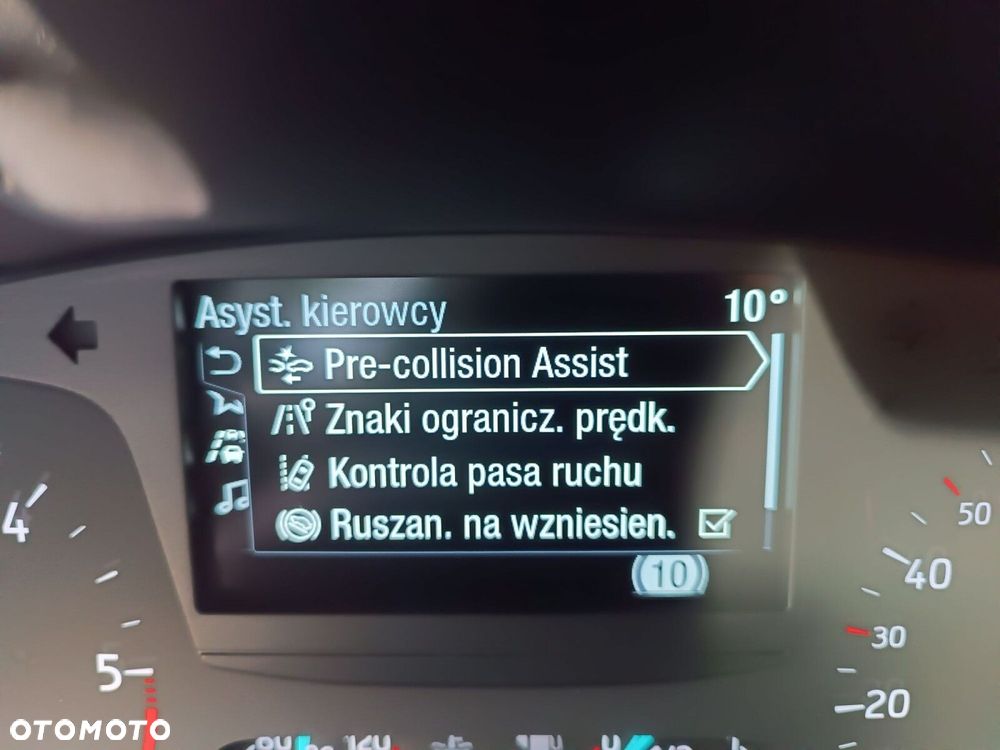 Asyst. kierowcy 10°
Pre-collision Assist
Znaki ogranicz. prędk.
Kontrola pasa ruchu
Ruszan. na wzniesien.
10
4
5
50
40
30
20
OTOMOTO